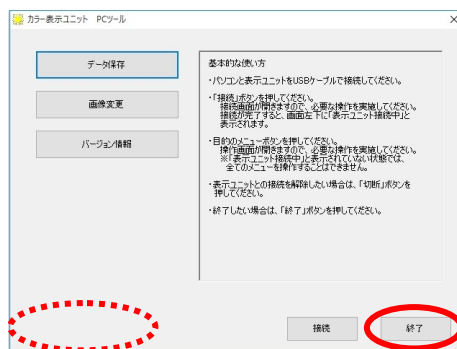 カラー表示ユニット PCツール
データ保存
画像変更
バージョン情報
基本的な使い方
・パソコンと表示ユニットをUSBケーブルで接続してください。
・「接続」ボタンを押してください。
接続画面が開きますので、必要な操作を実施してください。
接続が完了すると、画面左下に「表示ユニット接続中」と
表示されます。
・目的のメニューボタンを押してください。
操作画面が開きますので、必要な操作を実施してください。
※「表示ユニット接続中」と表示されていない状態では、
全てのメニューを操作することはできません。
・表示ユニットとの接続を解除したい場合は、「切断」ボタンを
押してください。
・終了したい場合は、「終了」ボタンを押してください。
接続
終了